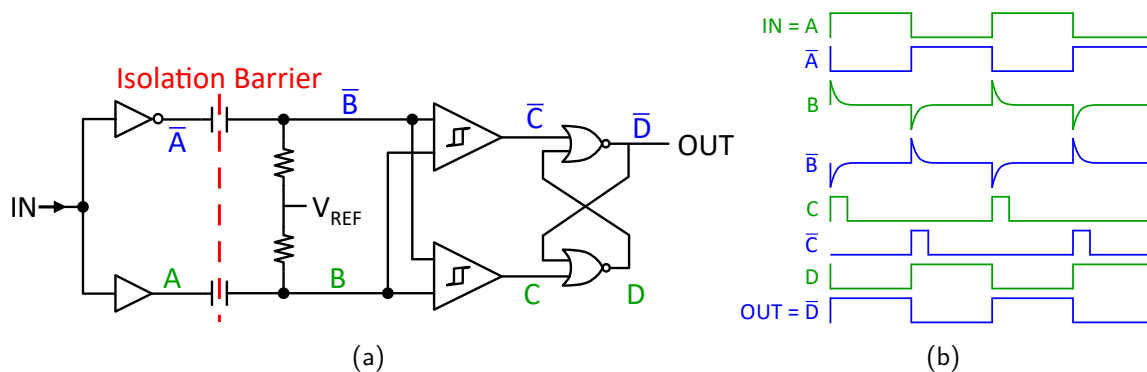 Isolation Barrier
IN
A̅
A
B̅
V_REF
B
C̅
C
D̅
D
OUT
(a)
IN = A
A̅
B
B̅
C
C̅
D
OUT = D̅
(b)